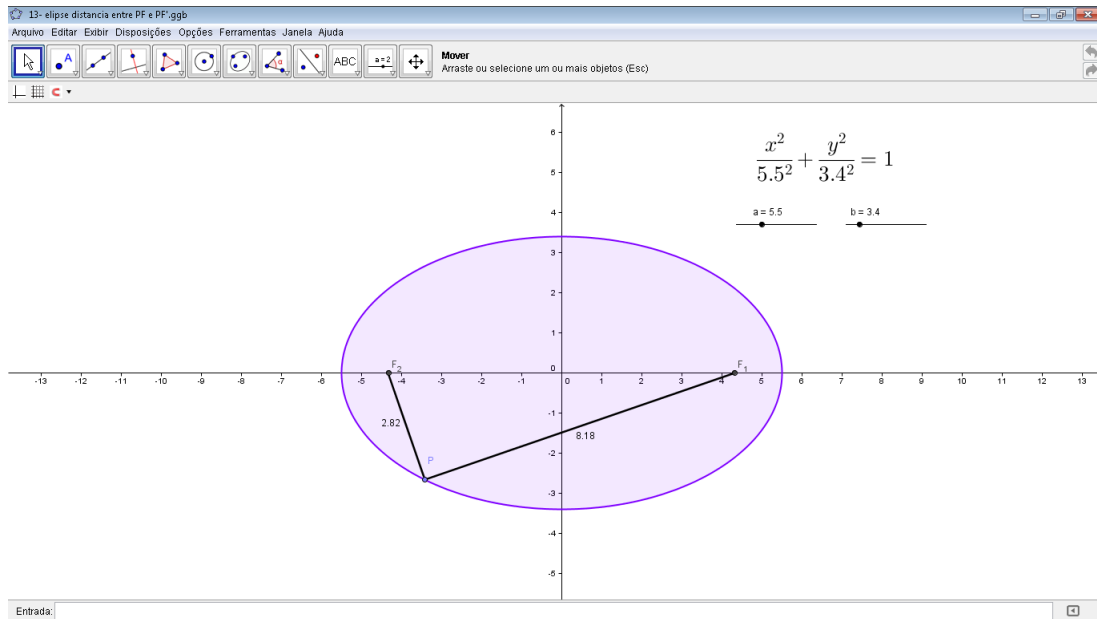 13- elipse distancia entre PF e PF'.ggb
Arquivo Editar Exibir Disposições Opções Ferramentas Janela Ajuda
A
α
ABC
a=2
Mover
Arraste ou selecione um ou mais objetos (Esc)
x²/5.5² + y²/3.4² = 1
a = 5.5 b = 3.4
6
5
4
3
2
1
0
F₂ F₁
-13 -12 -11 -10 -9 -8 -7 -6 -5 -4 -3 -2 -1 0 1 2 3 4 5 6 7 8 9 10 11 12 13
-1
2.82
8.18
-2
P
-3
-4
-5
Entrada: